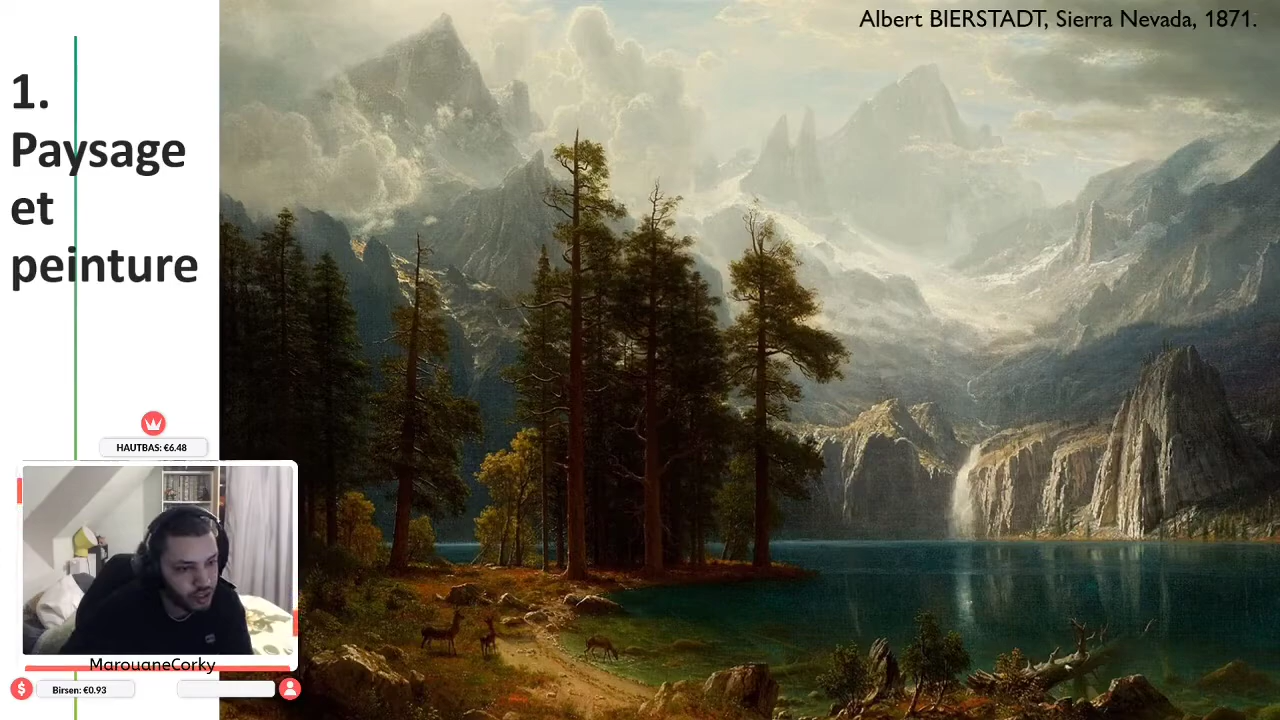 Albert BIERSTADT, Sierra Nevada, 1871.
1.
Paysage
et
peinture
HAUTBAS: €6.48
MarouaneCorky
$
Birsen: €0.93